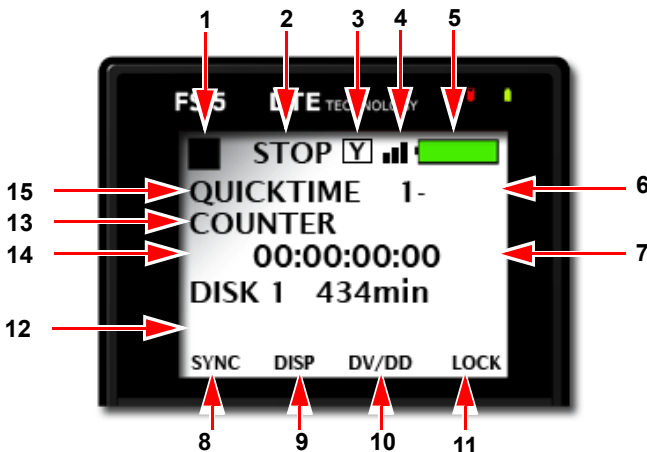 1 2 3 4 5
FS-5 DTE TECHNOLOGY
STOP Y
15 QUICKTIME 1- 6
13 COUNTER
14 00:00:00:00 7
DISK 1 434min
12
SYNC DISP DV/DD LOCK
8 9 10 11